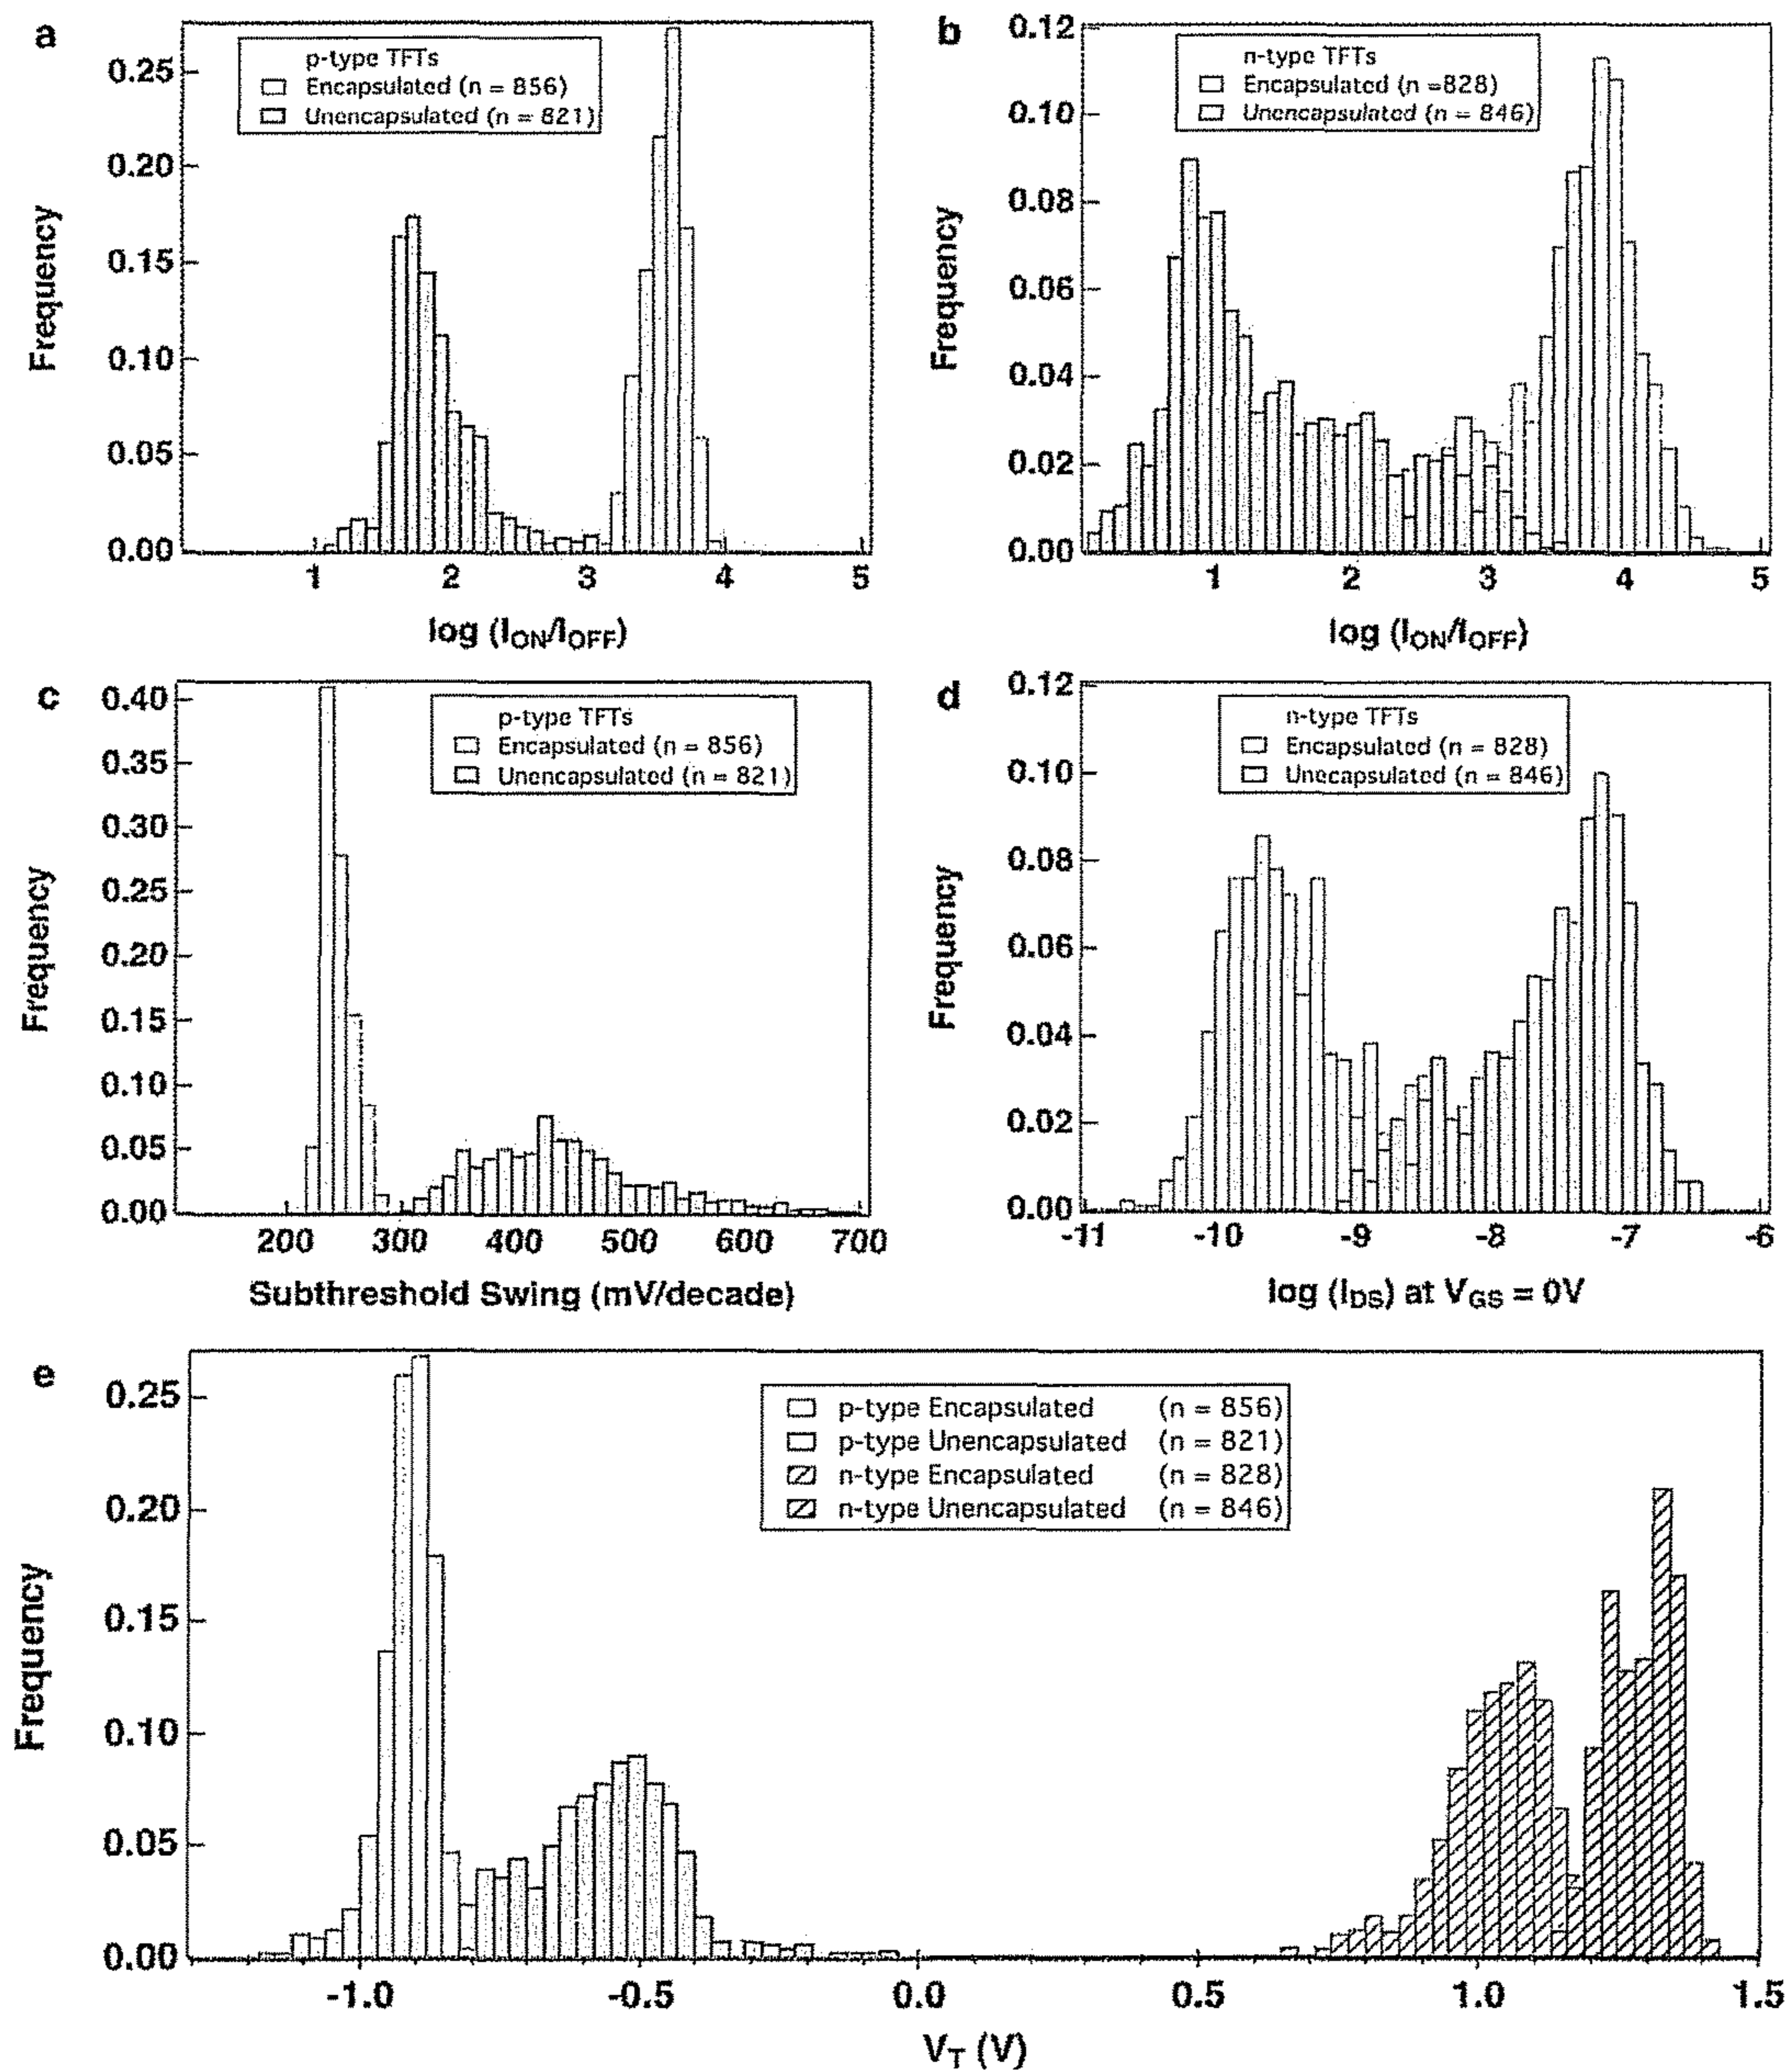 a
p-type TFTs
Encapsulated (n = 856)
Unencapsulated (n = 821)
0.25
0.20
0.15
0.10
0.05
0.00
Frequency
1 2 3 4 5
log (I_ON/I_OFF)
b
n-type TFTs
Encapsulated (n =828)
Unencapsulated (n = 846)
0.12
0.10
0.08
0.06
0.04
0.02
0.00
Frequency
1 2 3 4 5
log (I_ON/I_OFF)
c
p-type TFTs
Encapsulated (n = 856)
Unencapsulated (n = 821)
0.40
0.35
0.30
0.25
0.20
0.15
0.10
0.05
0.00
Frequency
200 300 400 500 600 700
Subthreshold Swing (mV/decade)
d
n-type TFTs
Encapsulated (n = 828)
Unecapsulated (n = 846)
0.12
0.10
0.08
0.06
0.04
0.02
0.00
Frequency
-11 -10 -9 -8 -7 -6
log (I_DS) at V_GS = 0V
e
p-type Encapsulated (n = 856)
p-type Unencapsulated (n = 821)
n-type Encapsulated (n = 828)
n-type Unencapsulated (n = 846)
0.25
0.20
0.15
0.10
0.05
0.00
Frequency
-1.0 -0.5 0.0 0.5 1.0 1.5
V_T (V)